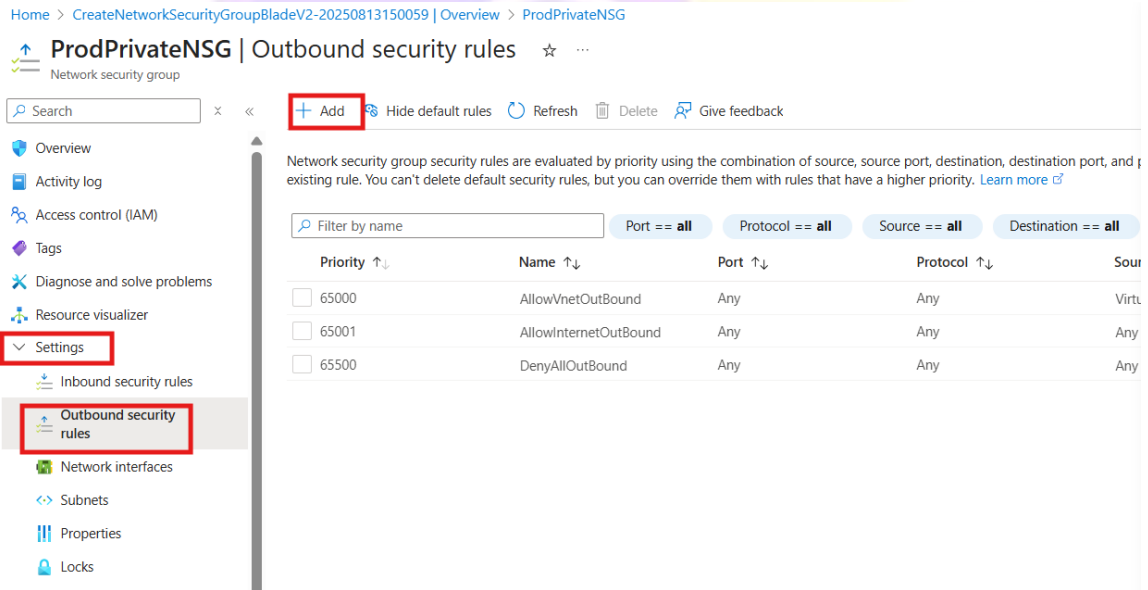 Home > CreateNetworkSecurityGroupBladeV2-20250813150059 | Overview > ProdPrivateNSG
ProdPrivateNSG | Outbound security rules
Network security group
Search
Add
Hide default rules
Refresh
Delete
Give feedback
Overview
Activity log
Access control (IAM)
Tags
Diagnose and solve problems
Resource visualizer
Settings
Inbound security rules
Outbound security
rules
Network interfaces
Subnets
Properties
Locks
Network security group security rules are evaluated by priority using the combination of source, source port, destination, destination port, and p
existing rule. You can't delete default security rules, but you can override them with rules that have a higher priority. Learn more
Filter by name
Port == all
Protocol == all
Source == all
Destination == all
Priority ↑↓ Name ↑↓ Port ↑↓ Protocol ↑↓ Sour
65000 AllowVnetOutBound Any Any Virtu
65001 AllowInternetOutBound Any Any Any
65500 DenyAllOutBound Any Any Any